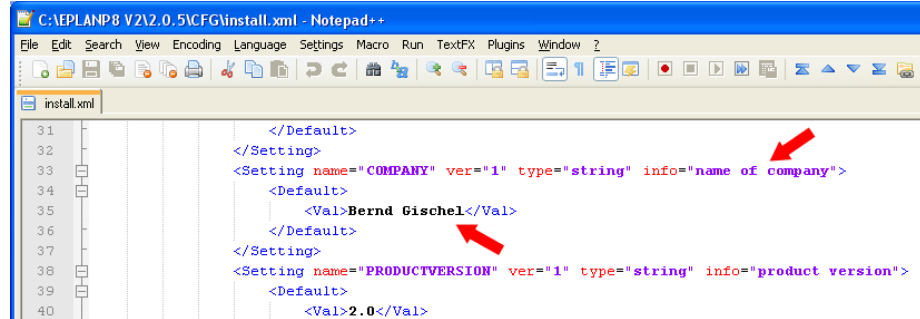 C:\EPLANP8 V2\2.0.5\CFG\install.xml - Notepad++
File Edit Search View Encoding Language Settings Macro Run TextFX Plugins Window ?
install.xml
31 </Default>
32 </Setting>
33 <Setting name="COMPANY" ver="1" type="string" info="name of company">
34 <Default>
35 <Val>Bernd Gischel</Val>
36 </Default>
37 </Setting>
38 <Setting name="PRODUCTVERSION" ver="1" type="string" info="product version">
39 <Default>
40 <Val>2.0</Val>